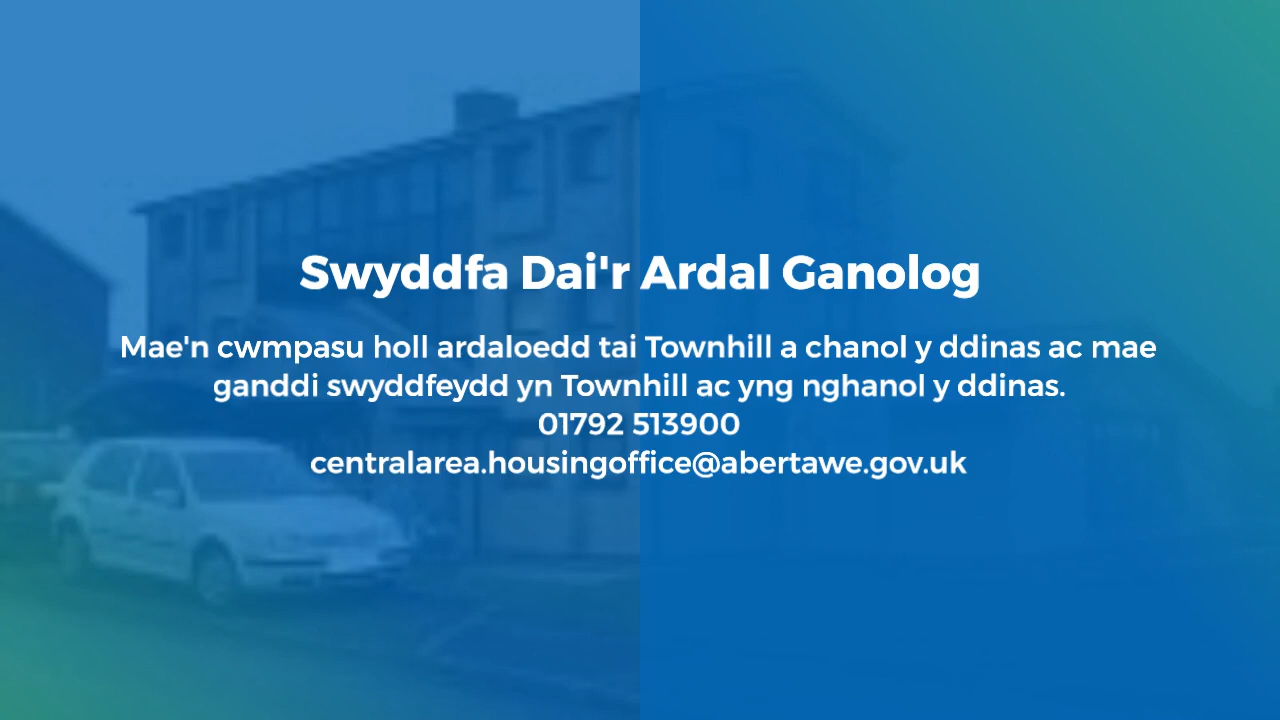 Swyddfa Dai'r Ardal Ganolog
Mae'n cwmpasu holl ardaloedd tai Townhill a chanol y ddinas ac mae
ganddi swyddfeydd yn Townhill ac yng nghanol y ddinas.
01792 513900
centralarea.housingoffice@abertawe.gov.uk